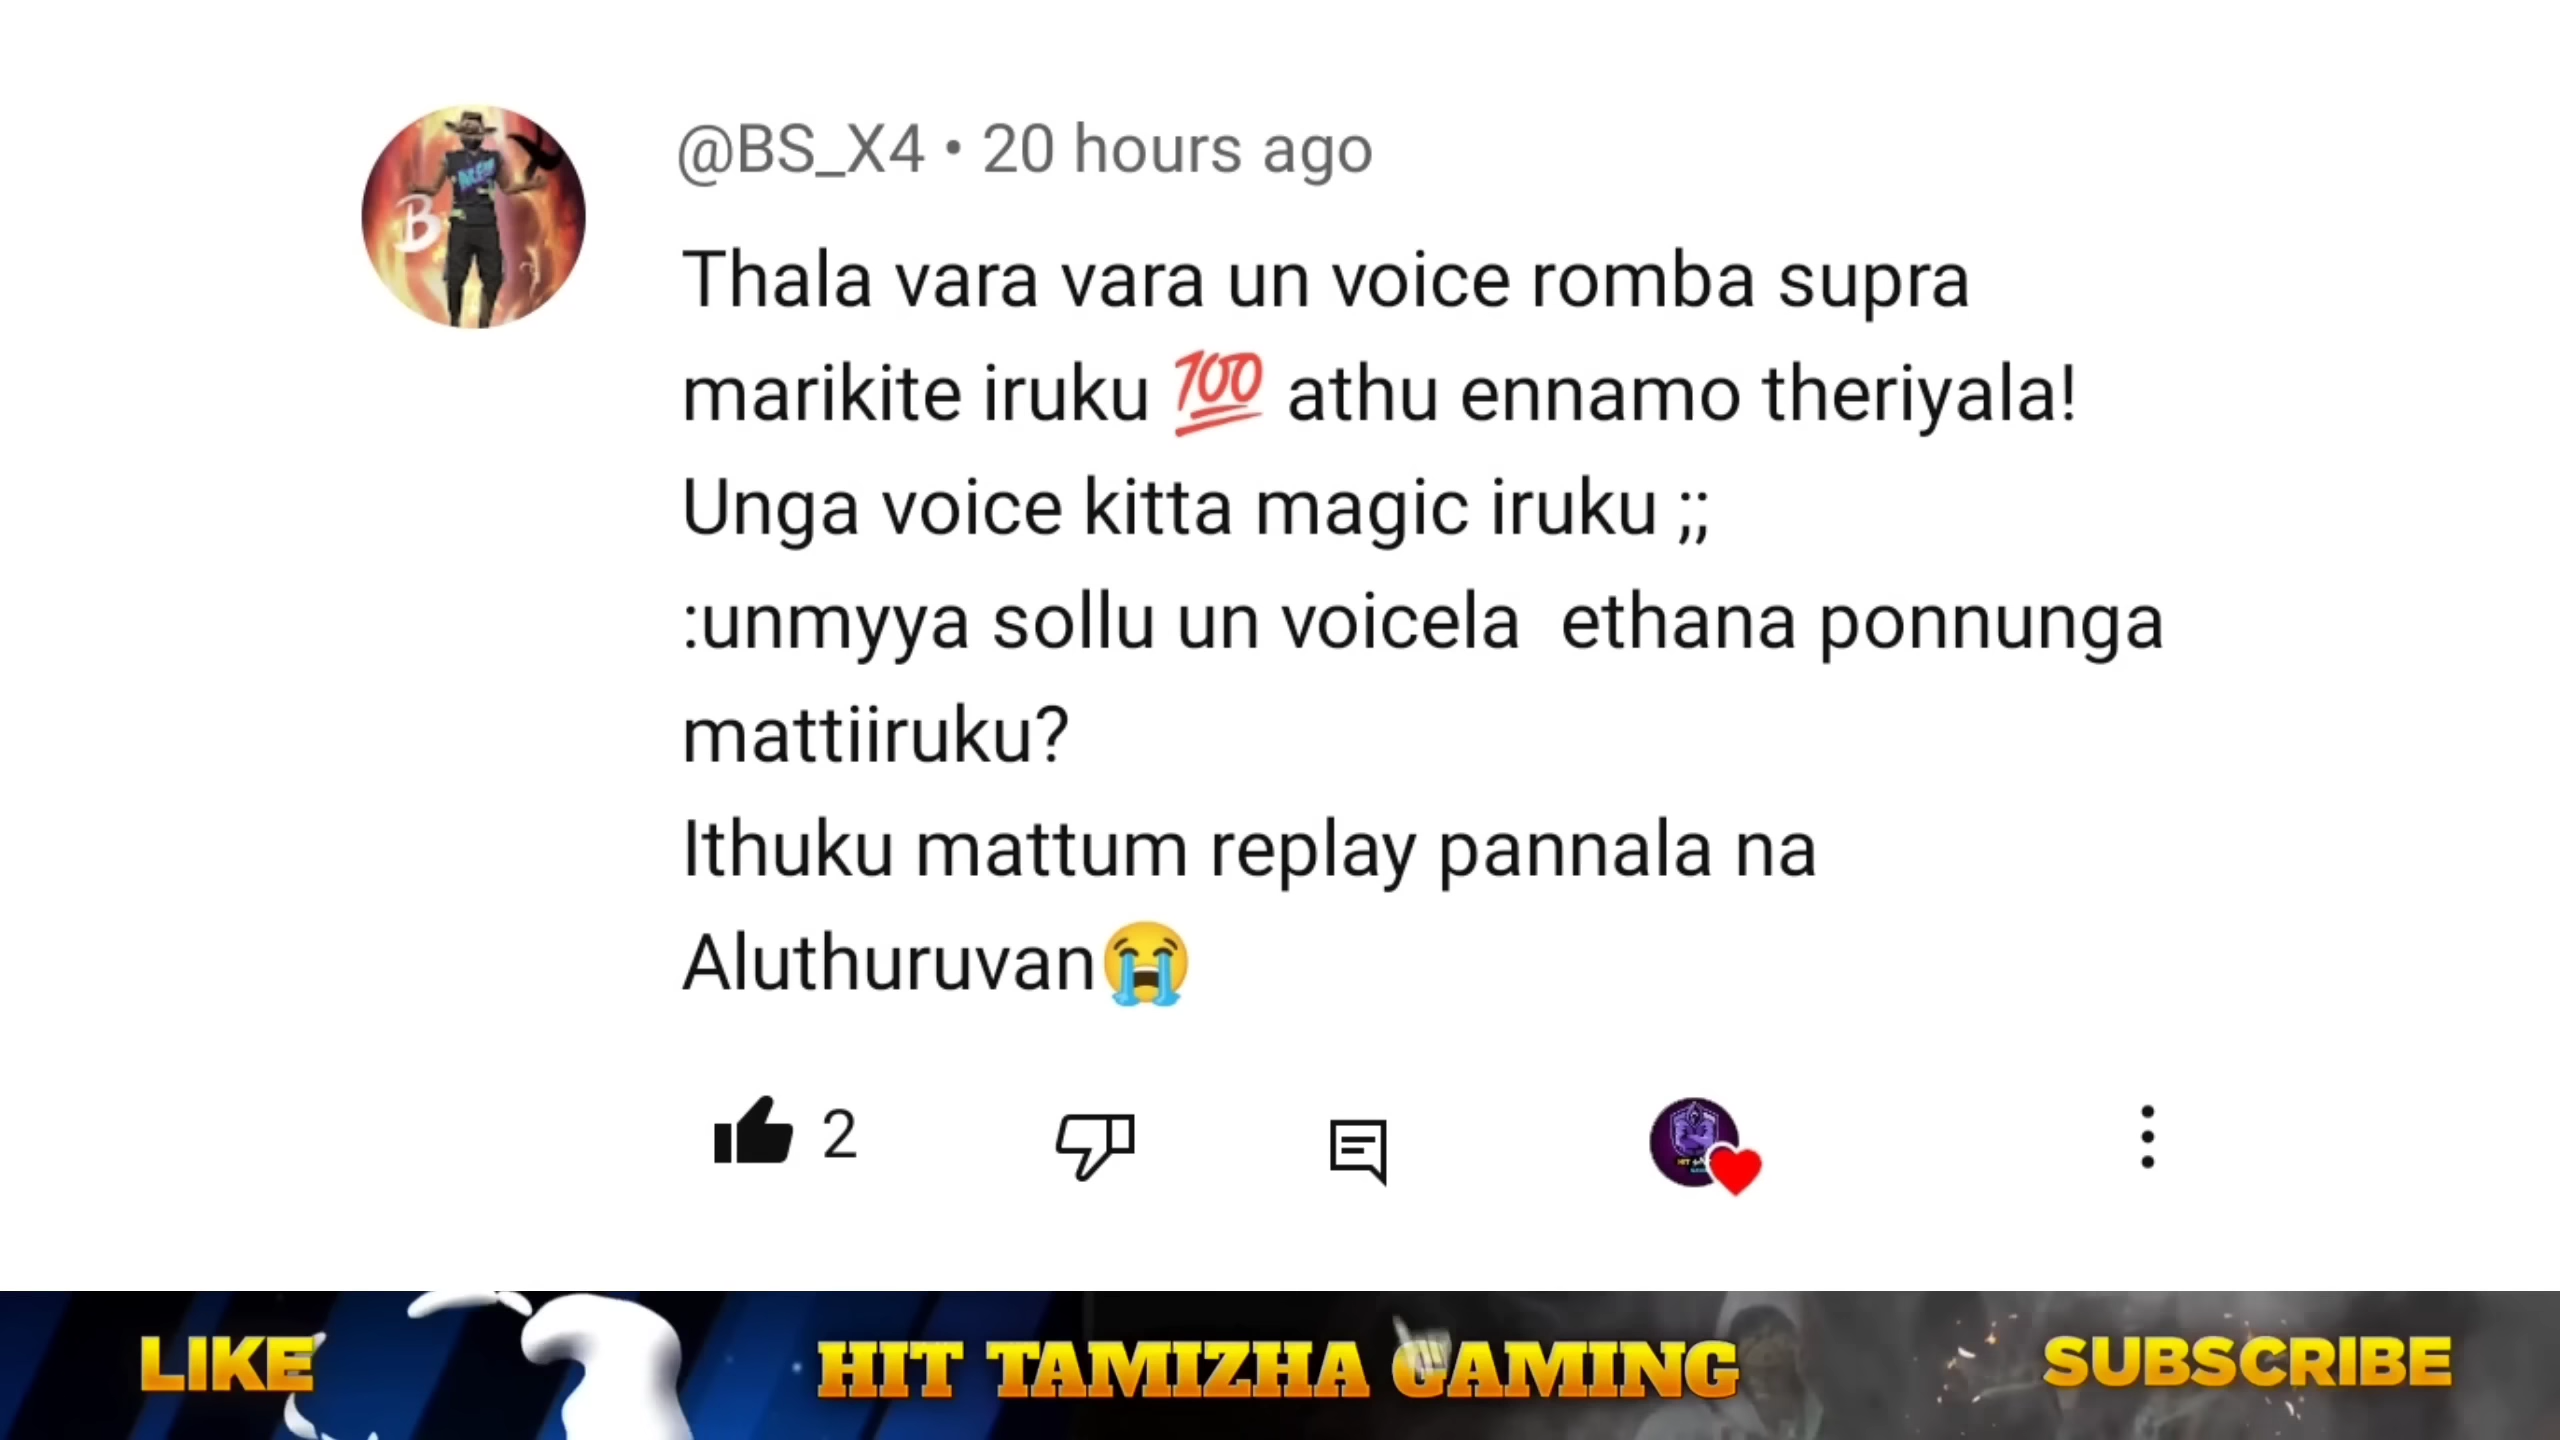 @BS_X4 • 20 hours ago
Thala vara vara un voice romba supra
marikite iruku 💯 athu ennamo theriyala!
Unga voice kitta magic iruku ;;
:unmyya sollu un voicela  ethana ponnunga
mattiiruku?
Ithuku mattum replay pannala na
Aluthuruvan😭
2
LIKE
HIT TAMIZHA GAMING
SUBSCRIBE